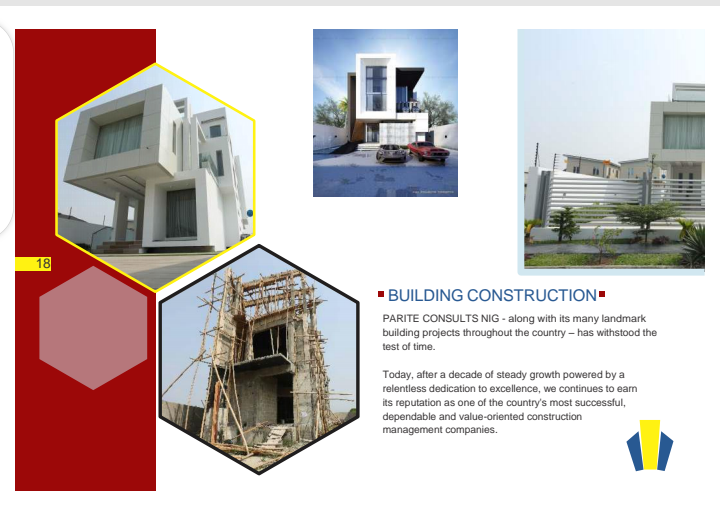 18
BUILDING CONSTRUCTION
PARITE CONSULTS NIG - along with its many landmark
building projects throughout the country – has withstood the
test of time.
Today, after a decade of steady growth powered by a
relentless dedication to excellence, we continues to earn
its reputation as one of the country's most successful,
dependable and value-oriented construction
management companies.